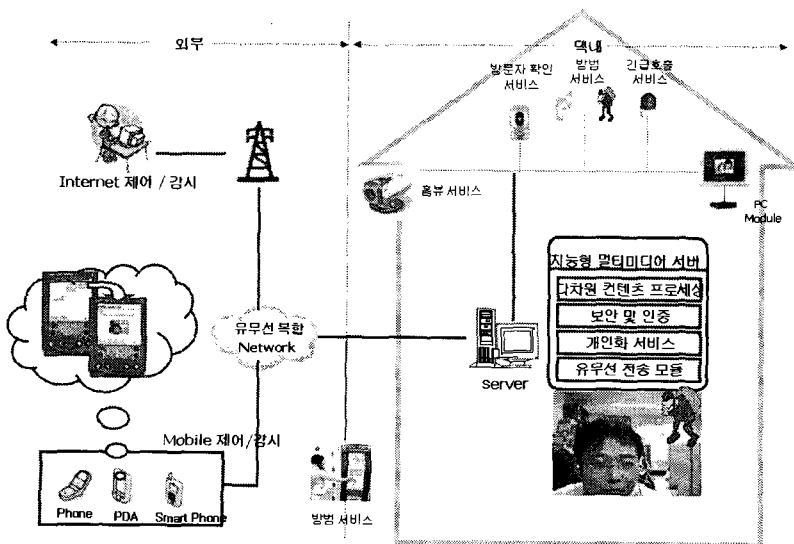 외부
댁내
방문자 확인
서비스
방범
서비스
긴급호출
서비스
Internet 제어 / 감시
홈뷰 서비스
PC
Module
지능형 멀티미디어 서버
다차원 컨텐츠 프로세싱
보안 및 인증
개인화 서비스
유무선 전송 모듈
유무선 복합
Network
server
Mobile 제어/감시
Phone
PDA
Smart Phone
방범 서비스